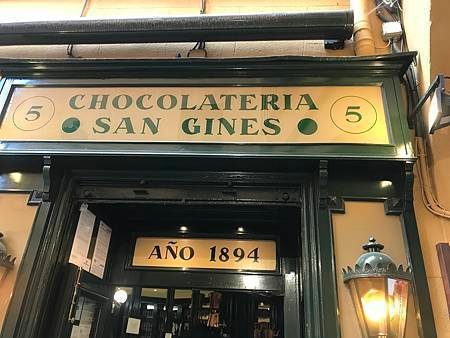 5 CHOCOLATERIA 5
SAN GINES
AÑO 1894